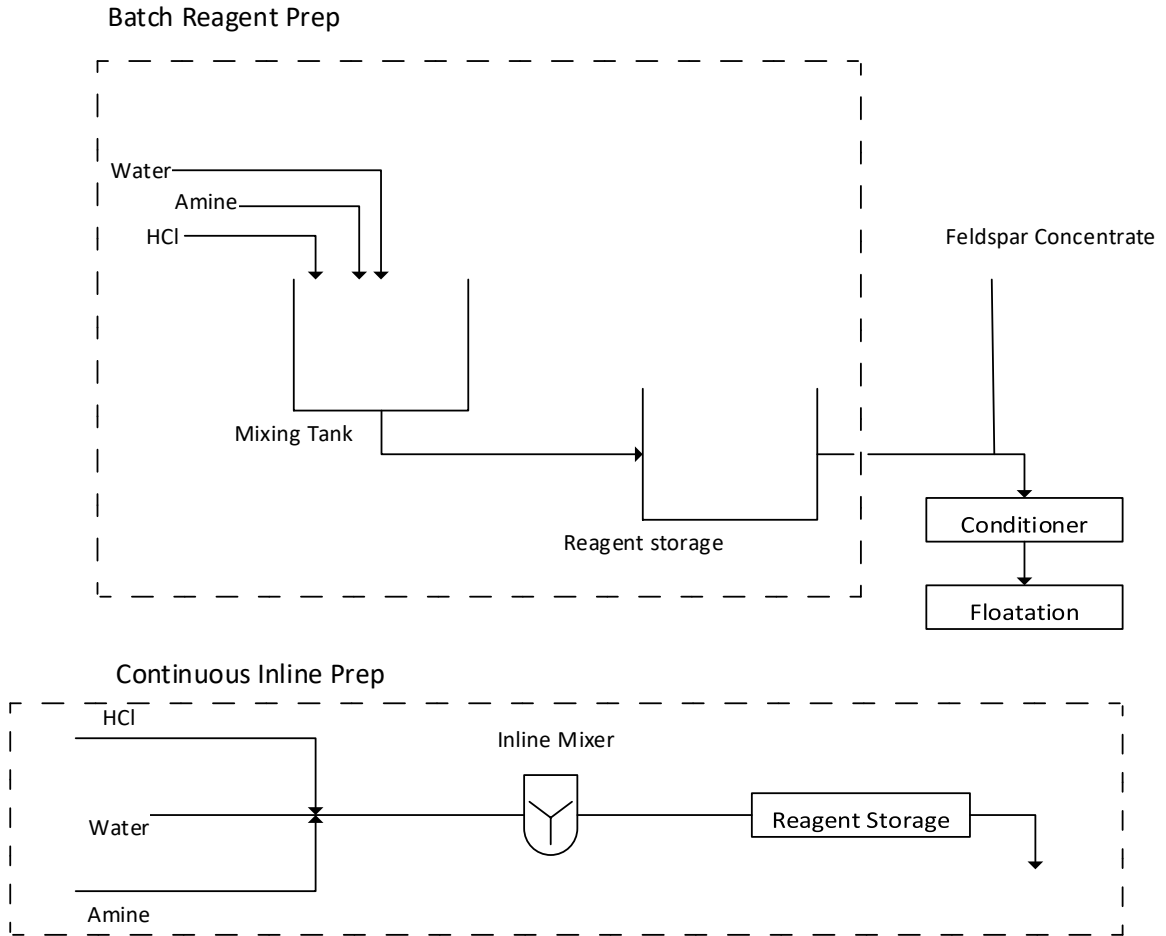 Batch Reagent Prep
Water
Amine
HCl
Feldspar Concentrate
Mixing Tank
Reagent storage
Conditioner
Floatation
Continuous Inline Prep
HCl
Inline Mixer
Water
Reagent Storage
Amine